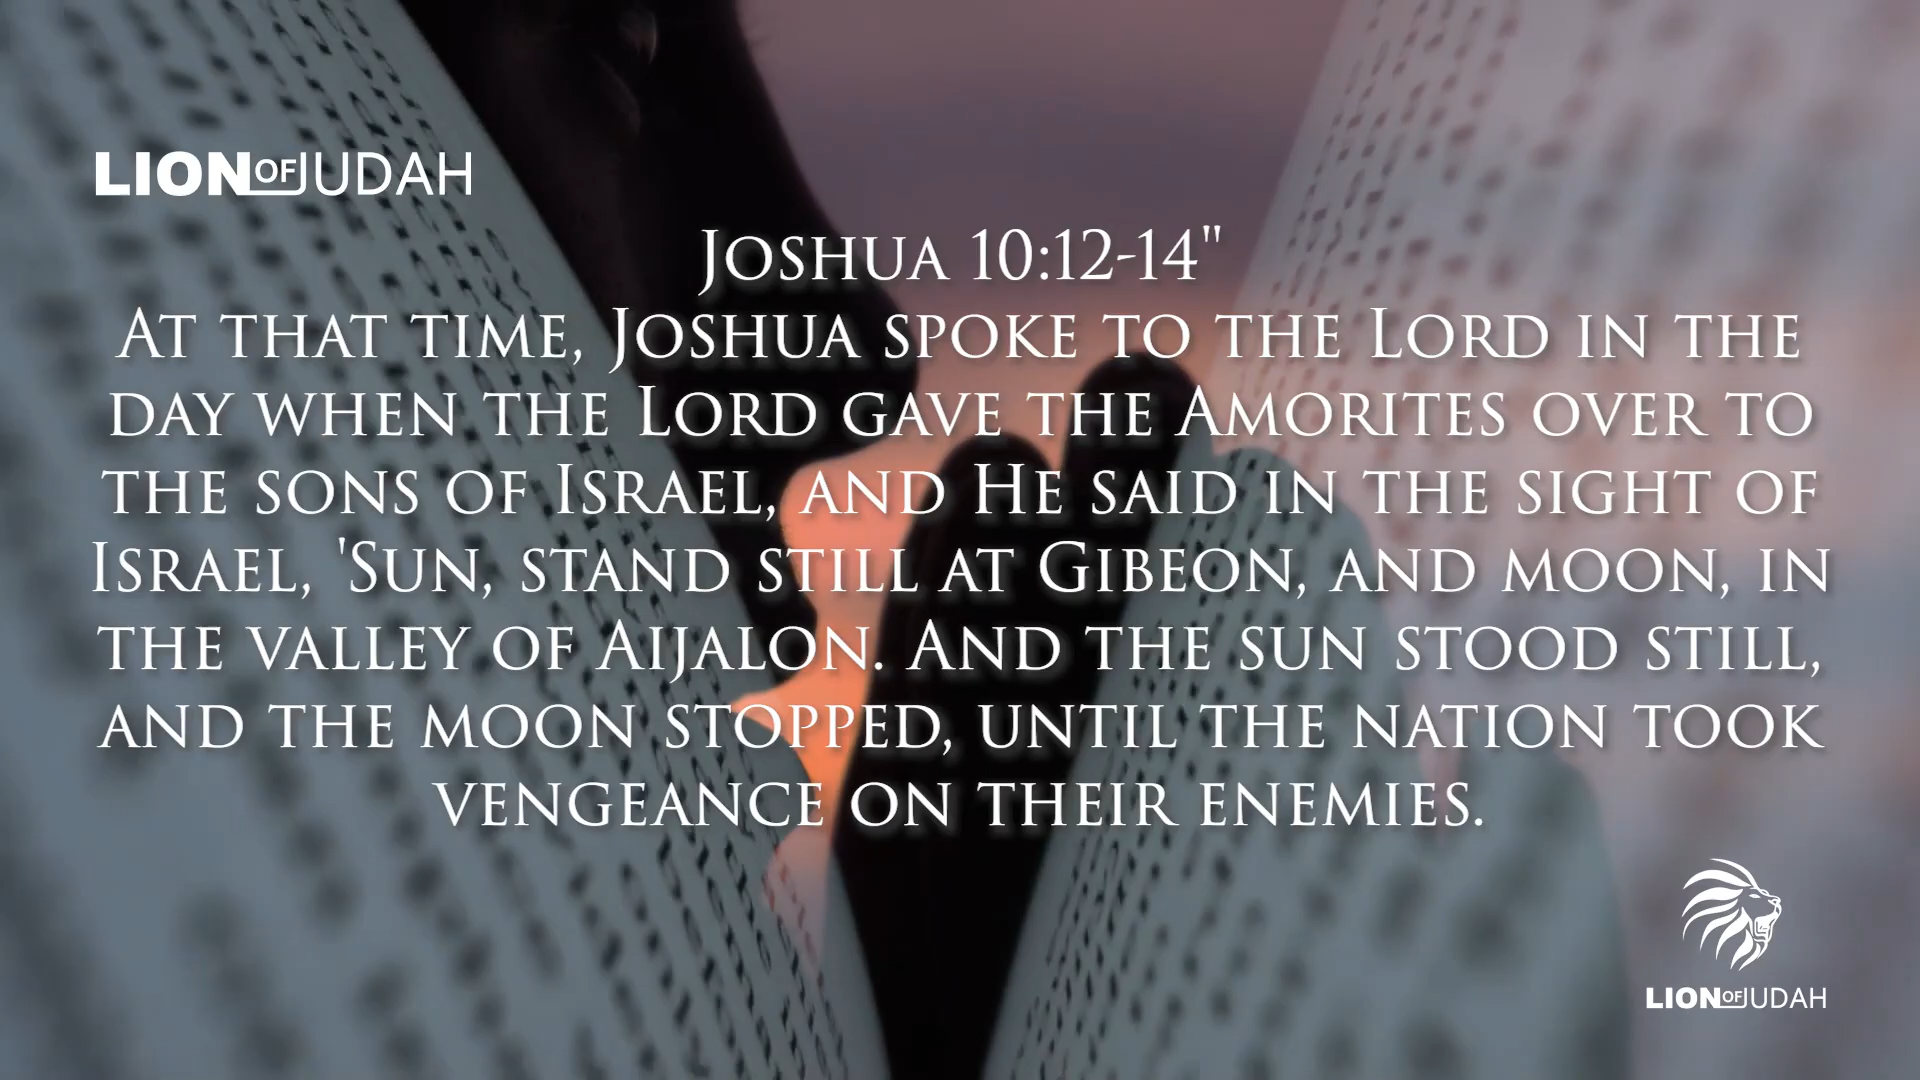 LION OF JUDAH
Joshua 10:12-14"
At that time, Joshua spoke to the Lord in the
day when the Lord gave the Amorites over to
the sons of Israel, and He said in the sight of
Israel, 'Sun, stand still at Gibeon, and moon, in
the valley of Aijalon. And the sun stood still,
and the moon stopped, until the nation took
vengeance on their enemies.
LION OF JUDAH